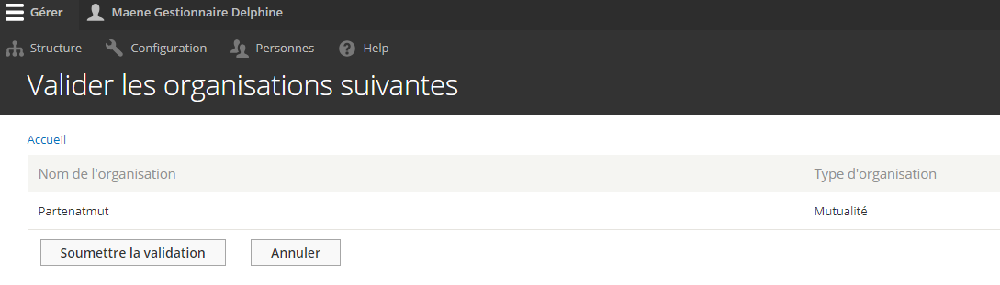 Gérer Maene Gestionnaire Delphine
Structure Configuration Personnes Help
Valider les organisations suivantes
Accueil
Nom de l'organisation Type d'organisation
Partenatmut Mutualité
Soumettre la validation Annuler